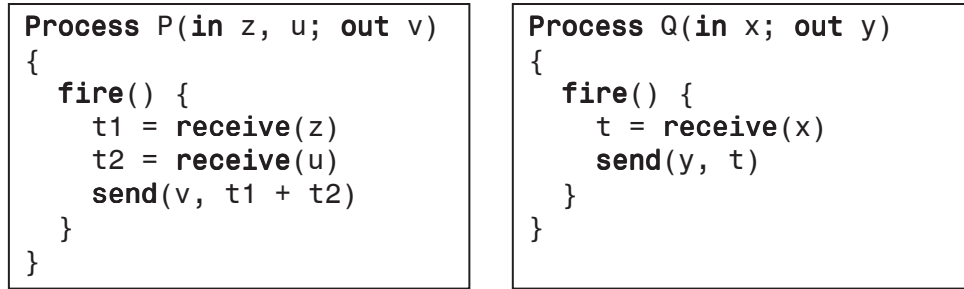 Process P(in z, u; out v)
{
  fire() {
    t1 = receive(z)
    t2 = receive(u)
    send(v, t1 + t2)
  }
}
Process Q(in x; out y)
{
  fire() {
    t = receive(x)
    send(y, t)
  }
}